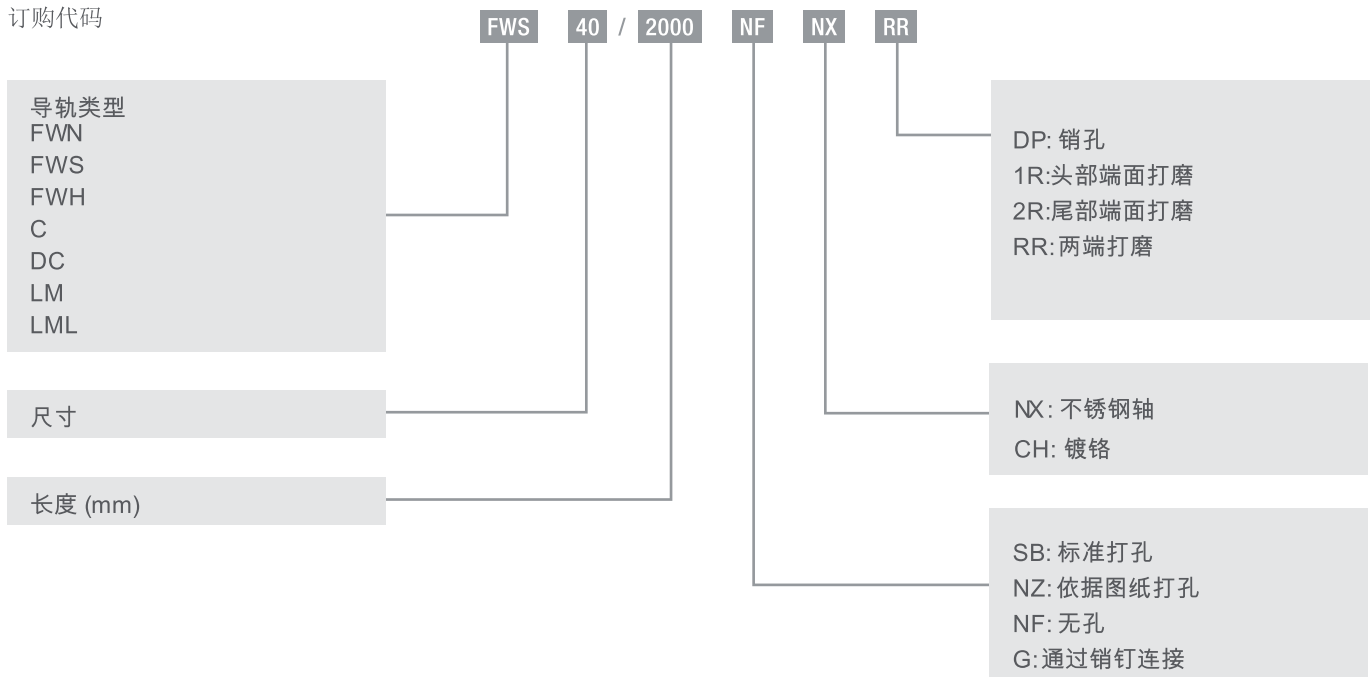 订购代码
FWS 40 / 2000 NF NX RR
导轨类型
FWN
FWS
FWH
C
DC
LM
LML
尺寸
长度 (mm)
DP: 销孔
1R:头部端面打磨
2R:尾部端面打磨
RR:两端打磨
NX: 不锈钢轴
CH: 镀铬
SB: 标准打孔
NZ: 依据图纸打孔
NF: 无孔
G:通过销钉连接